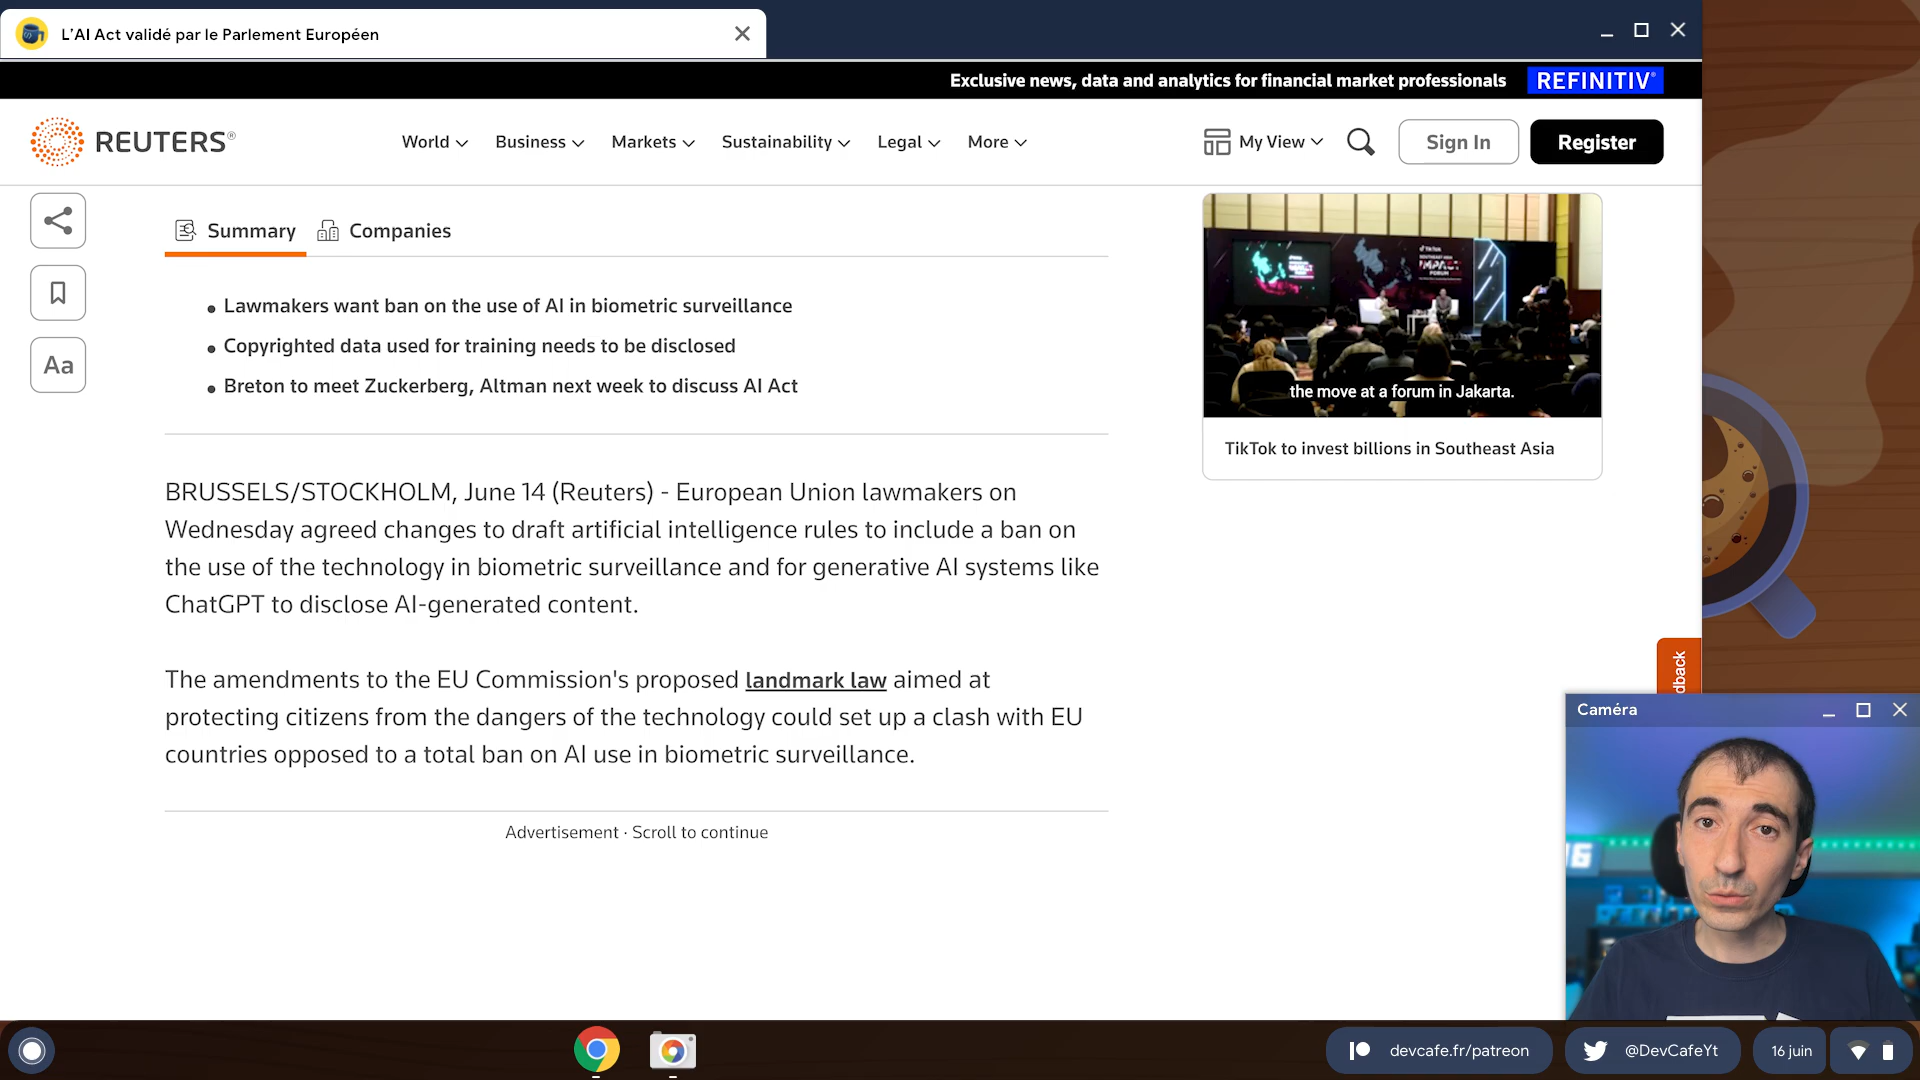 L'AI Act validé par le Parlement Européen
Exclusive news, data and analytics for financial market professionals
REFINITIV
REUTERS®
World
Business
Markets
Sustainability
Legal
More
My View
Sign In
Register
Summary
Companies
Aa
Lawmakers want ban on the use of AI in biometric surveillance
Copyrighted data used for training needs to be disclosed
Breton to meet Zuckerberg, Altman next week to discuss AI Act
TIKTOK
SOUTHEAST ASIA
IMPACT
FORUM
the move at a forum in Jakarta.
TikTok to invest billions in Southeast Asia
BRUSSELS/STOCKHOLM, June 14 (Reuters) - European Union lawmakers on
Wednesday agreed changes to draft artificial intelligence rules to include a ban on
the use of the technology in biometric surveillance and for generative AI systems like
ChatGPT to disclose AI-generated content.
The amendments to the EU Commission's proposed landmark law aimed at
protecting citizens from the dangers of the technology could set up a clash with EU
countries opposed to a total ban on AI use in biometric surveillance.
Advertisement · Scroll to continue
dback
Caméra
devcafe.fr/patreon
@DevCafeYt
16 juin